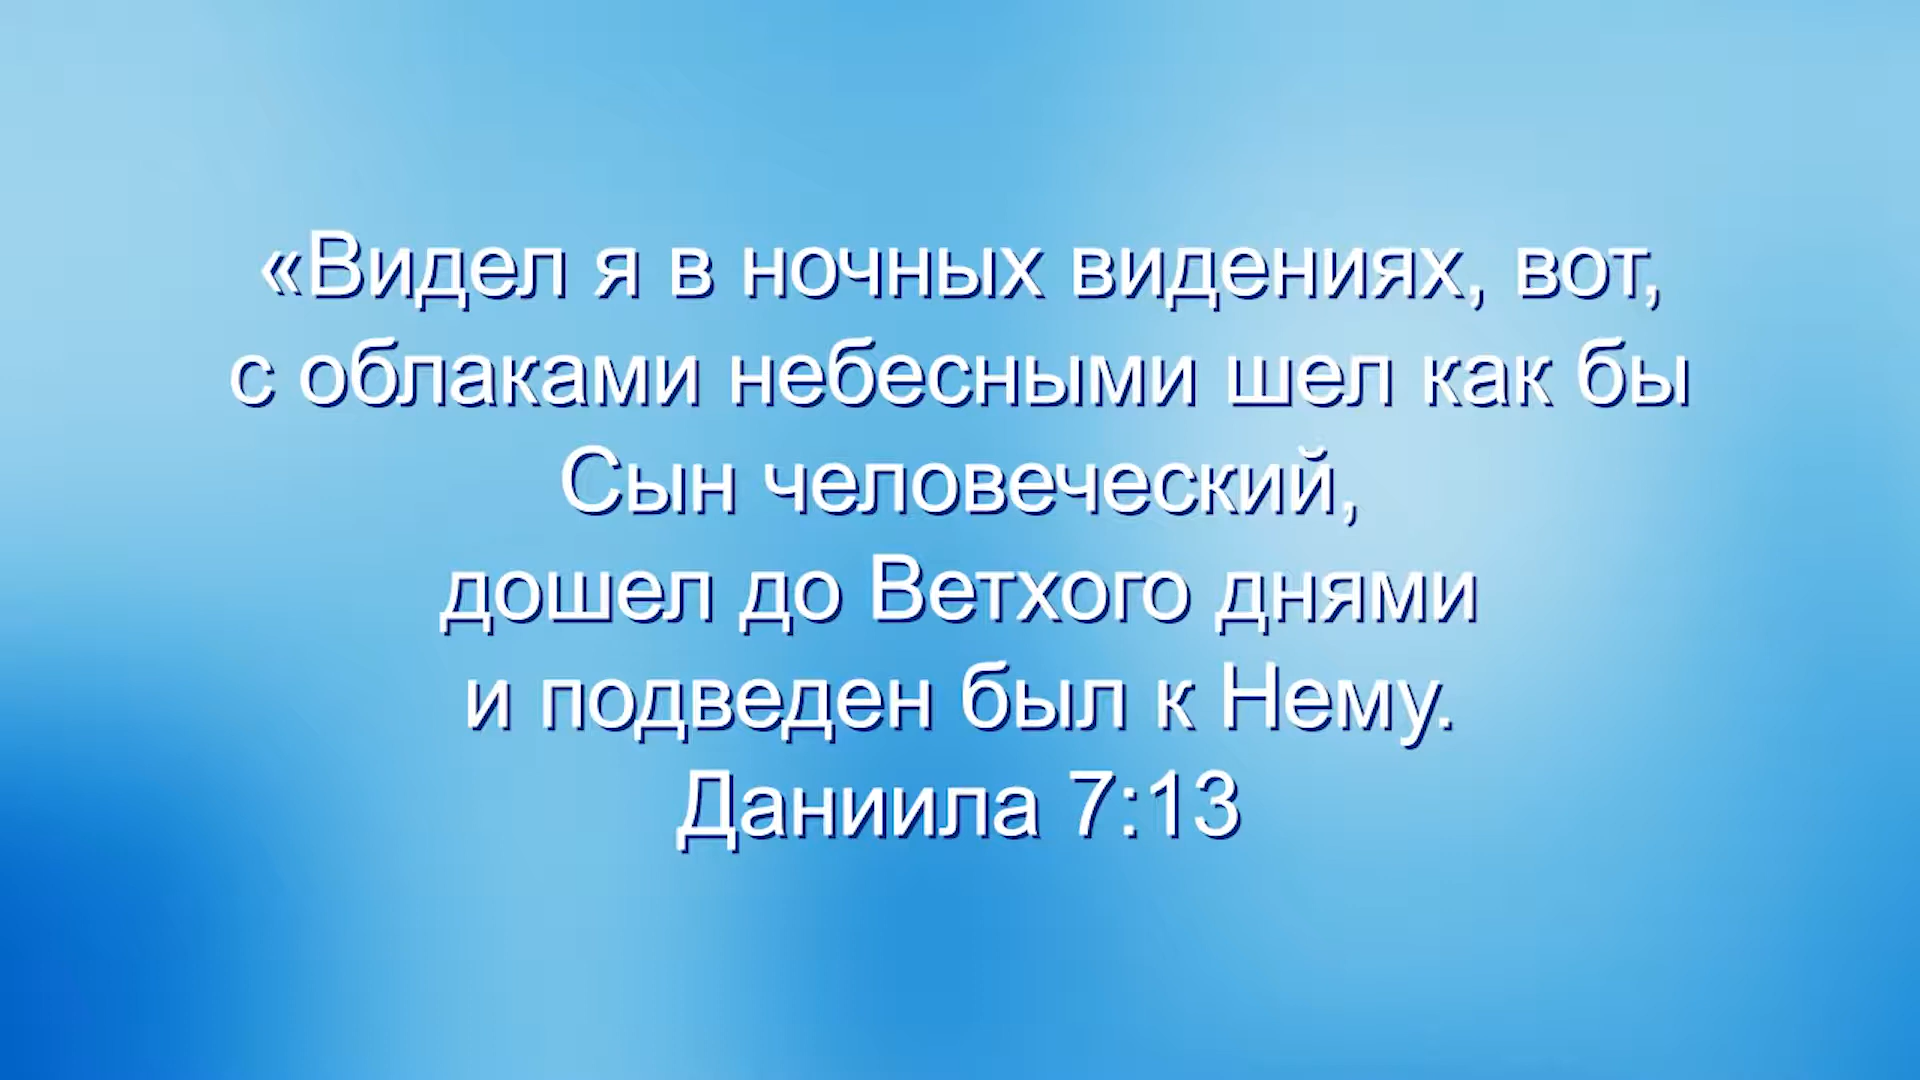 «Видел я в ночных видениях, вот,
с облаками небесными шел как бы
Сын человеческий,
дошел до Ветхого днями
и подведен был к Нему.
Даниила 7:13